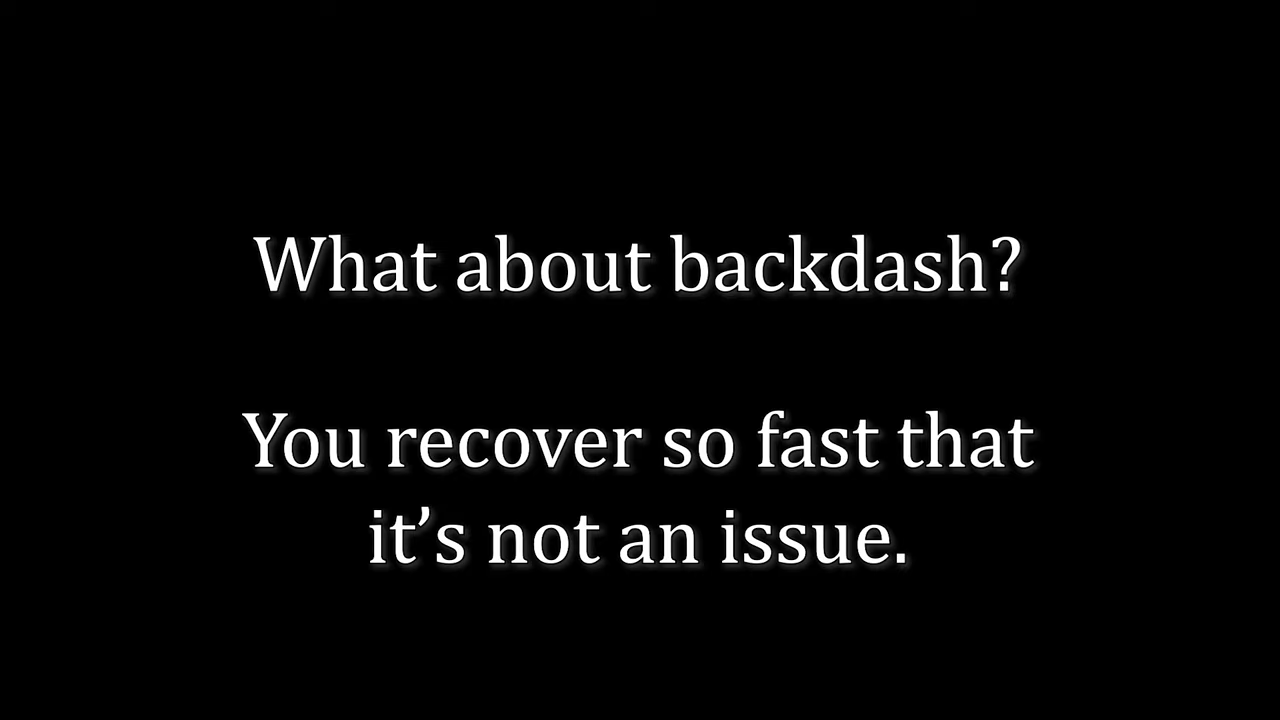 What about backdash?
You recover so fast that
it’s not an issue.